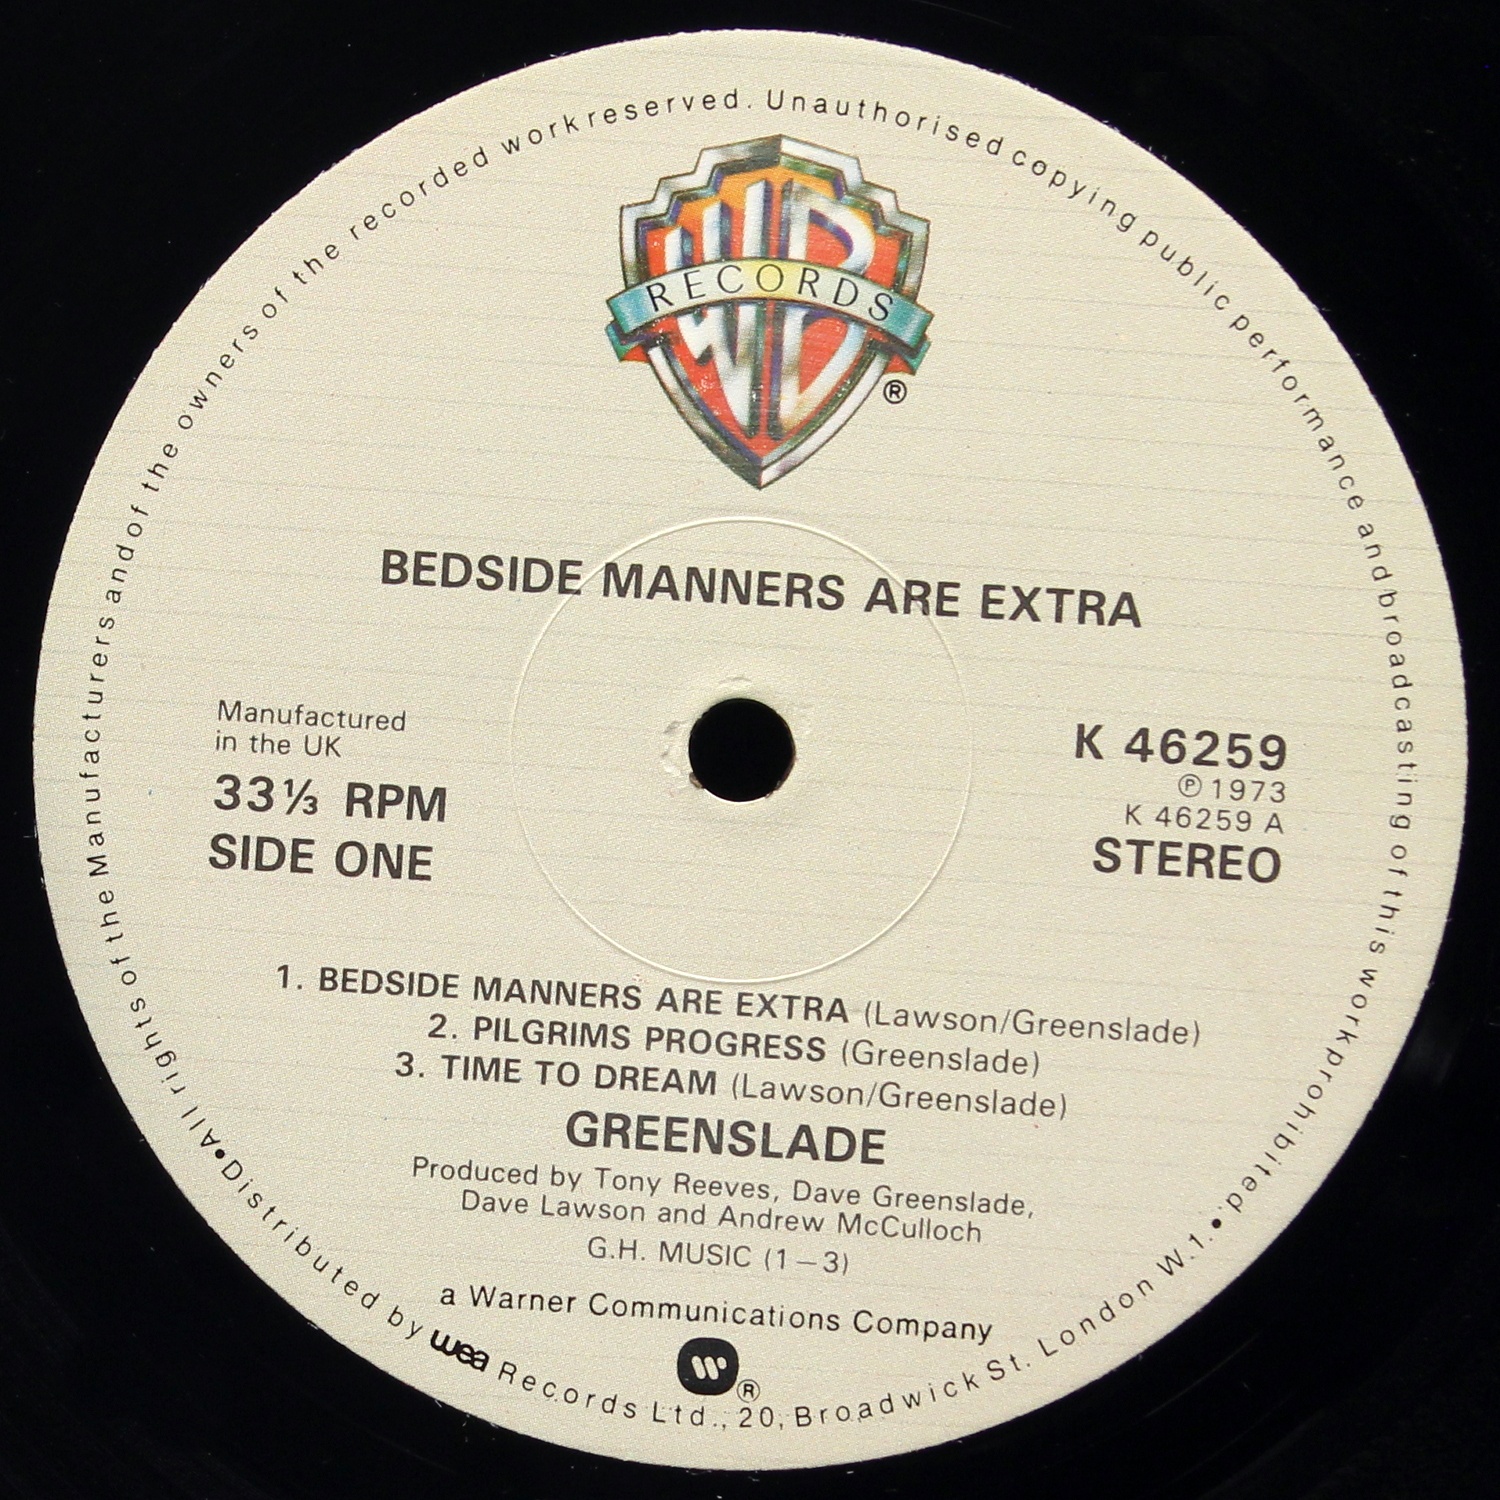 All rights of the Manufacturers and of the owners of the recorded work reserved. Unauthorised copying public performance and broadcasting of this work prohibited.
WB
RECORDS
®
BEDSIDE MANNERS ARE EXTRA
Manufactured
in the UK
33⅓ RPM
SIDE ONE
K 46259
℗ 1973
K 46259 A
STEREO
1. BEDSIDE MANNERS ARE EXTRA (Lawson/Greenslade)
2. PILGRIMS PROGRESS (Greenslade)
3. TIME TO DREAM (Lawson/Greenslade)
GREENSLADE
Produced by Tony Reeves, Dave Greenslade,
Dave Lawson and Andrew McCulloch
G.H. MUSIC (1–3)
a Warner Communications Company
W
®
• Distributed by wea Records Ltd., 20, Broadwick St. London W.1. •